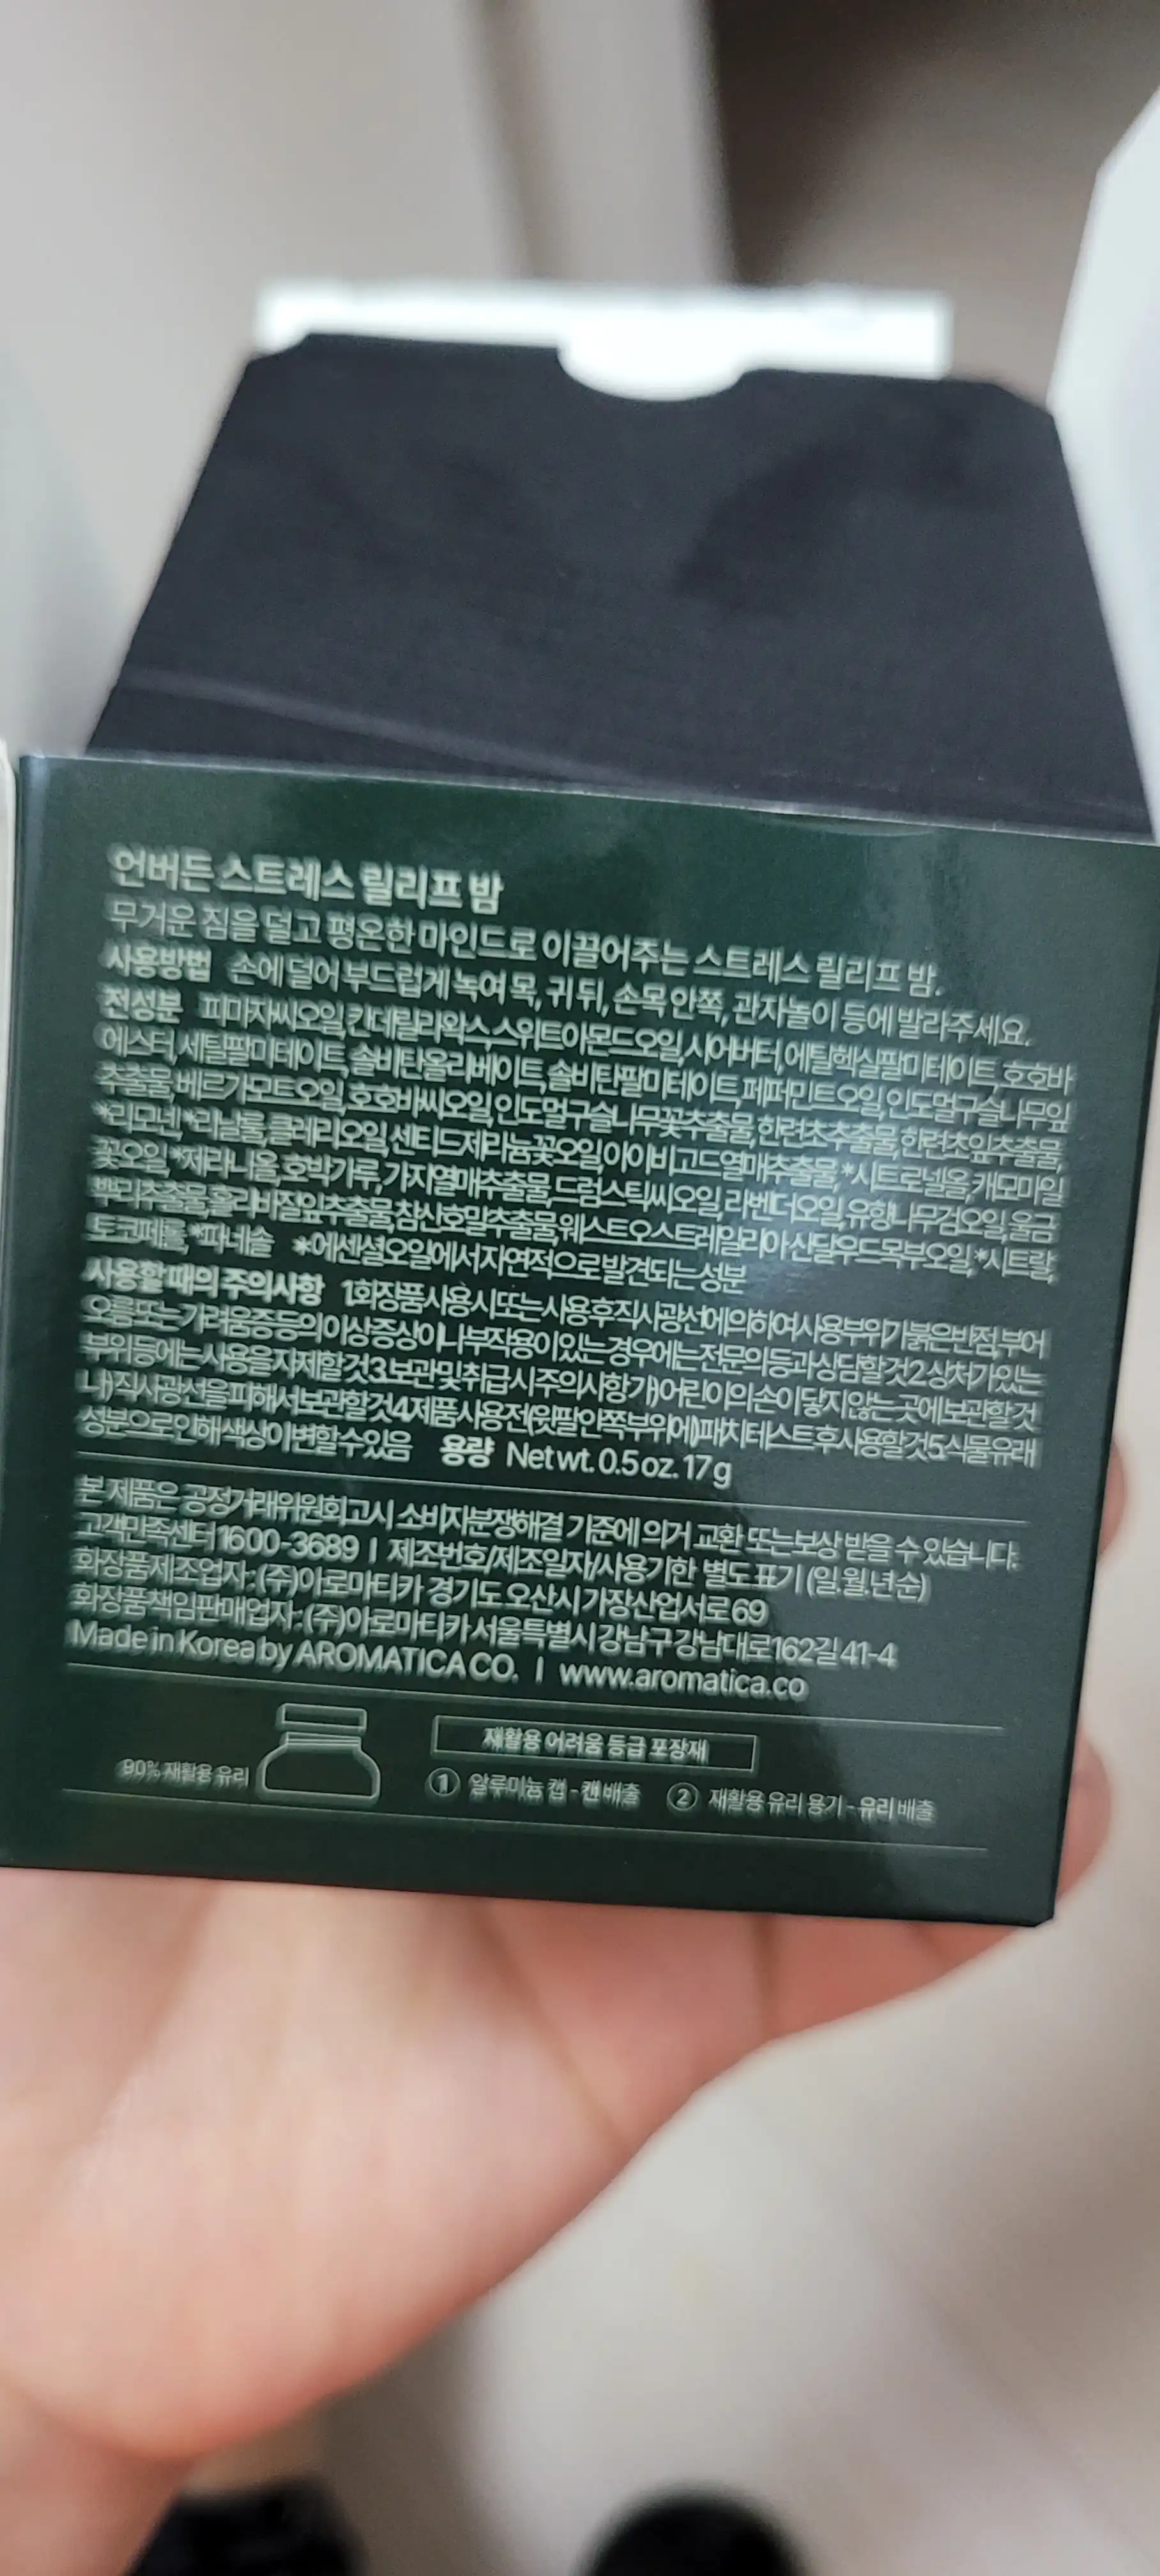 언버든 스트레스 릴리프 밤
무거운 짐을 덜고 평온한 마인드로 이끌어주는 스트레스 릴리프 밤.
사용방법 손에 덜어 부드럽게 녹여 목, 귀 뒤, 손목 안쪽, 관자놀이 등에 발라주세요.
전성분 피마자씨오일,칸데릴라왁스,스위트아몬드오일,시어버터,에틸헥실팔미테이트,호호바
에스터,세틸팔미테이트,솔비탄올리베이트,솔비탄팔미테이트,페퍼민트오일,인도멀구슬나무잎
추출물,베르가모트오일,호호바씨오일,인도멀구슬나무꽃추출물,한련초추출물,한련초잎추출물,
*리모넨,*리날룰,클레리오일,센티드제라늄꽃오일,아이비고드열매추출물,*시트로넬올,캐모마일
꽃오일,*제라니올,호박가루,가지열매추출물,드럼스틱씨오일,라벤더오일,유향나무검오일,울금
뿌리추출물,홀리바질잎추출물,참산호말추출물,웨스트오스트레일리아산달우드목부오일,*시트랄,
토코페롤,*파네솔 *에센셜오일에서 자연적으로 발견되는 성분
사용할 때의 주의사항 1.화장품 사용 시 또는 사용 후 직사광선에 의하여 사용부위가 붉은 반점, 부어
오름 또는 가려움증 등의 이상 증상이나 부작용이 있는 경우에는 전문의 등과 상담할 것 2.상처가 있는
부위 등에는 사용을 자제할 것 3.보관 및 취급 시 주의사항 가)어린이의 손이 닿지 않는 곳에 보관할 것
나)직사광선을 피해서 보관할 것 4.제품 사용 전(윗팔 안쪽 부위에)패치테스트 후 사용할 것 5.식물유래
성분으로 인해 색상이 변할 수 있음 용량 Net wt. 0.5 oz. 17 g
본 제품은 공정거래위원회고시 소비자분쟁해결 기준에 의거 교환 또는 보상 받을 수 있습니다.
고객만족센터 1600-3689 | 제조번호/제조일자/사용기한 별도 표기 (일.월.년 순)
화장품제조업자 : (주)아로마티카 경기도 오산시 가장산업서로 69
화장품책임판매업자 : (주)아로마티카 서울특별시 강남구 강남대로162길 41-4
Made in Korea by AROMATICA CO. | www.aromatica.co
재활용 어려움 등급 포장재
90% 재활용 유리
① 알루미늄 캡 - 캔 배출 ② 재활용 유리 용기 - 유리 배출